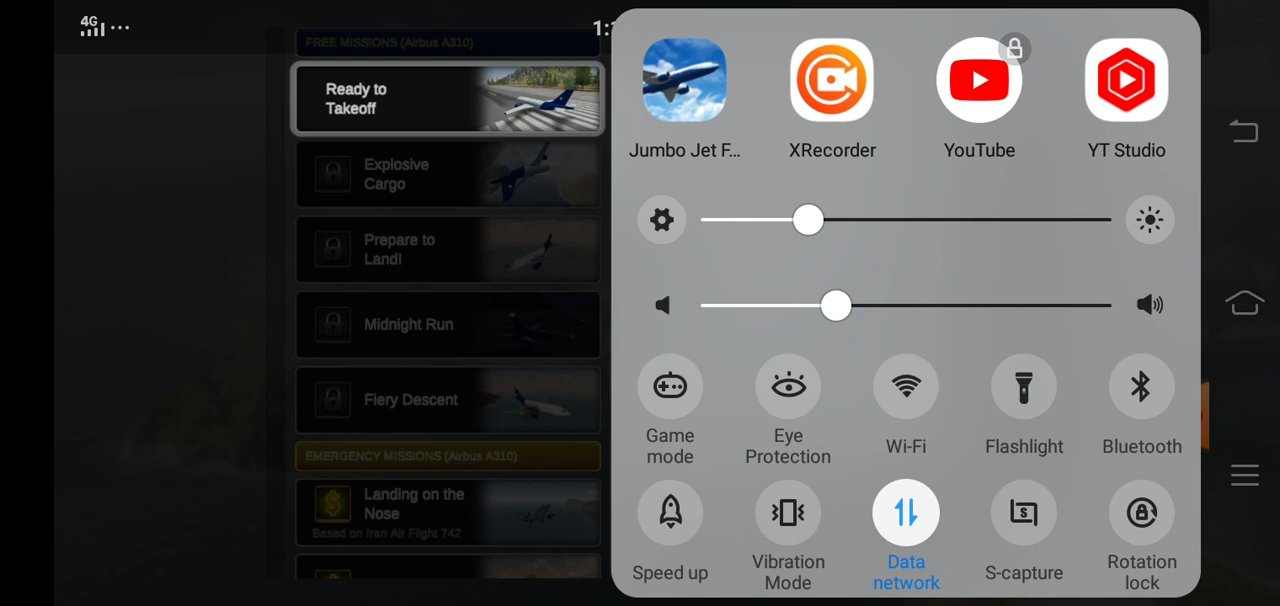 4G
FREE MISSIONS (Airbus A310)
Ready to
Takeoff
Explosive
Cargo
Prepare to
Land!
Midnight Run
Fiery Descent
EMERGENCY MISSIONS (Airbus A310)
Landing on the
Nose
Based on Iran Air Flight 742
Jumbo Jet F...
XRecorder
YouTube
YT Studio
Game
mode
Eye
Protection
Wi-Fi
Flashlight
Bluetooth
Speed up
Vibration
Mode
Data
network
S
S-capture
Rotation
lock